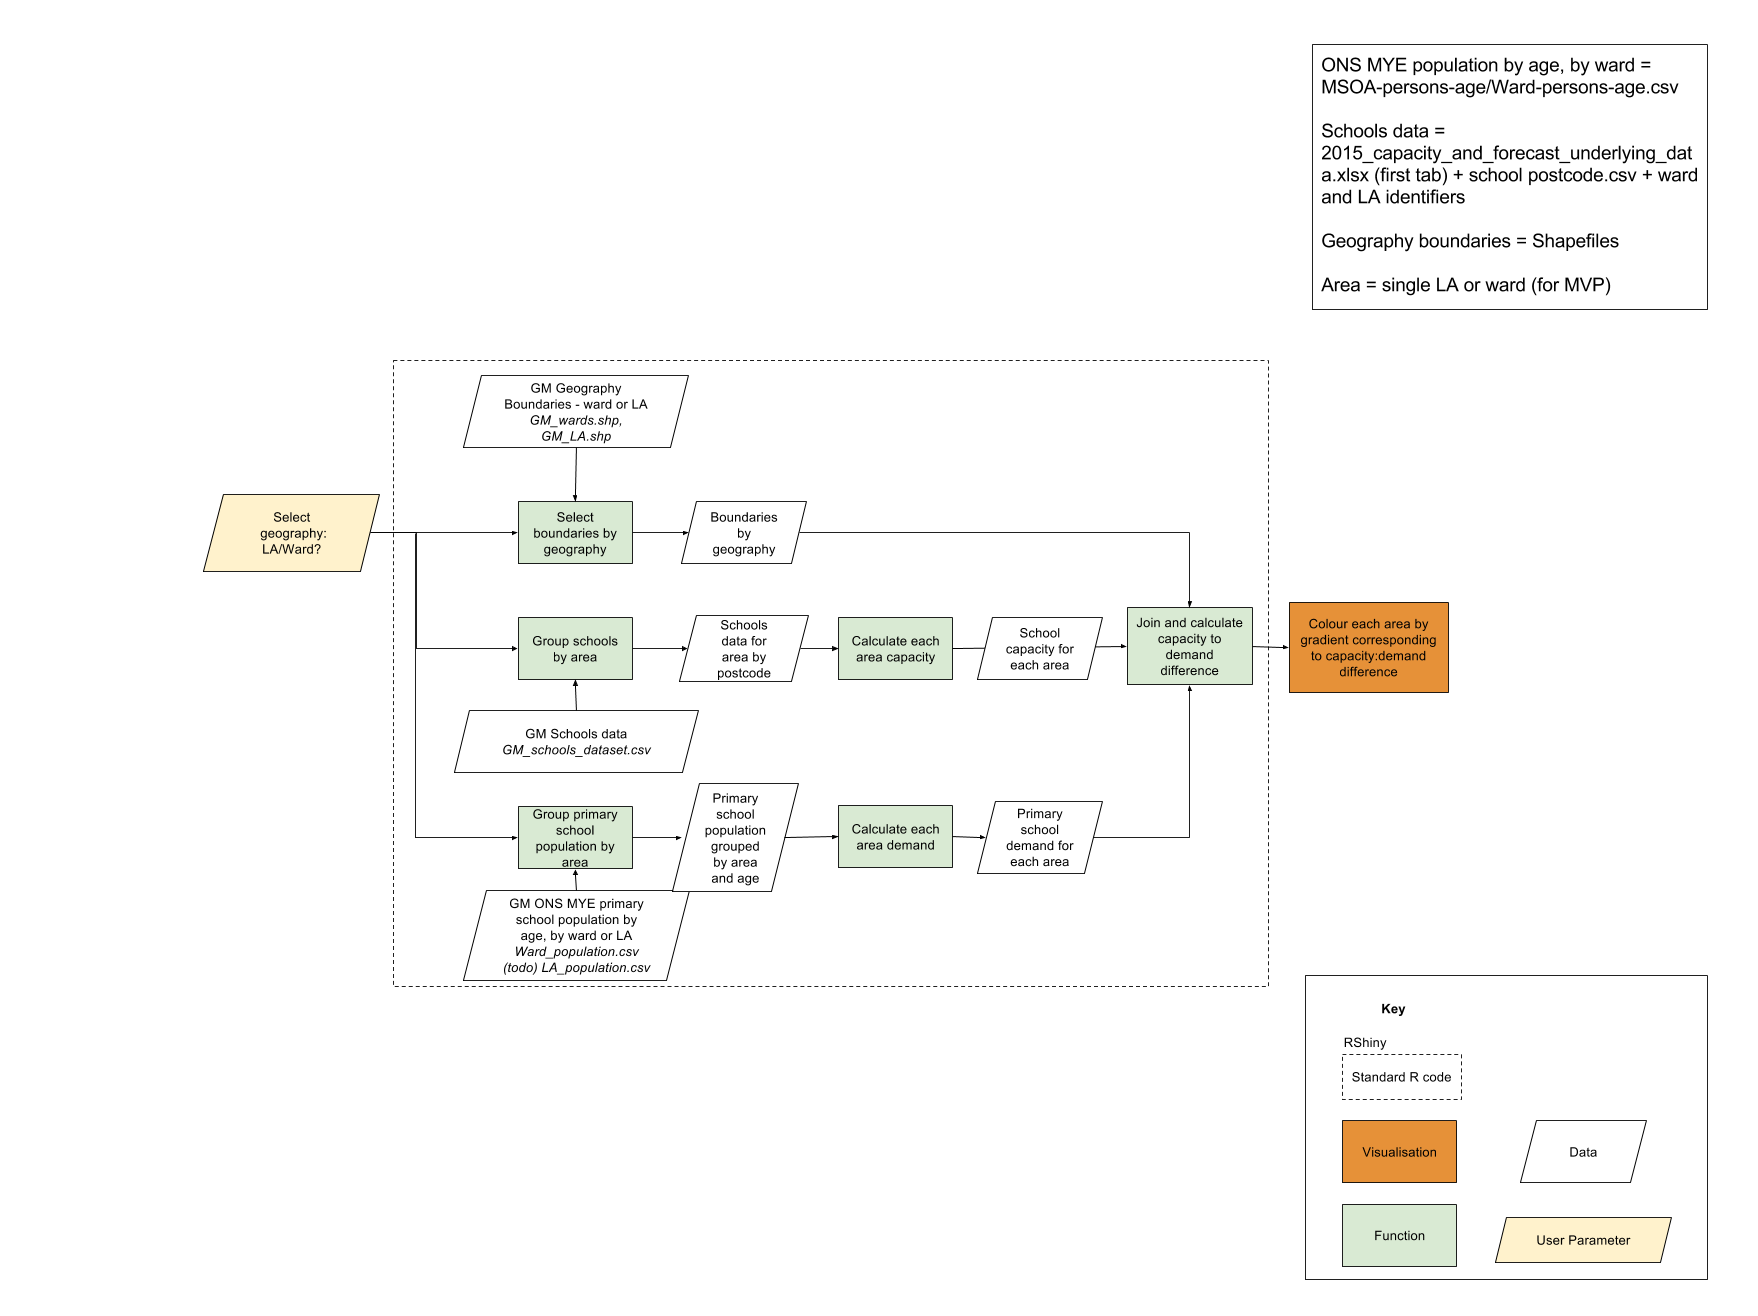 ONS MYE population by age, by ward =
MSOA-persons-age/Ward-persons-age.csv
Schools data =
2015_capacity_and_forecast_underlying_dat
a.xlsx (first tab) + school postcode.csv + ward
and LA identifiers
Geography boundaries = Shapefiles
Area = single LA or ward (for MVP)
GM Geography
Boundaries - ward or LA
GM_wards.shp,
GM_LA.shp
Select
geography:
LA/Ward?
Select
boundaries by
geography
Boundaries
by
geography
Group schools
by area
Schools
data for
area by
postcode
Calculate each
area capacity
School
capacity for
each area
Join and calculate
capacity to
demand
difference
Colour each area by
gradient corresponding
to capacity:demand
difference
GM Schools data
GM_schools_dataset.csv
Group primary
school
population by
area
Primary
school
population
grouped
by area
and age
Calculate each
area demand
Primary
school
demand for
each area
GM ONS MYE primary
school population by
age, by ward or LA
Ward_population.csv
(todo) LA_population.csv
Key
RShiny
Standard R code
Visualisation
Data
Function
User Parameter